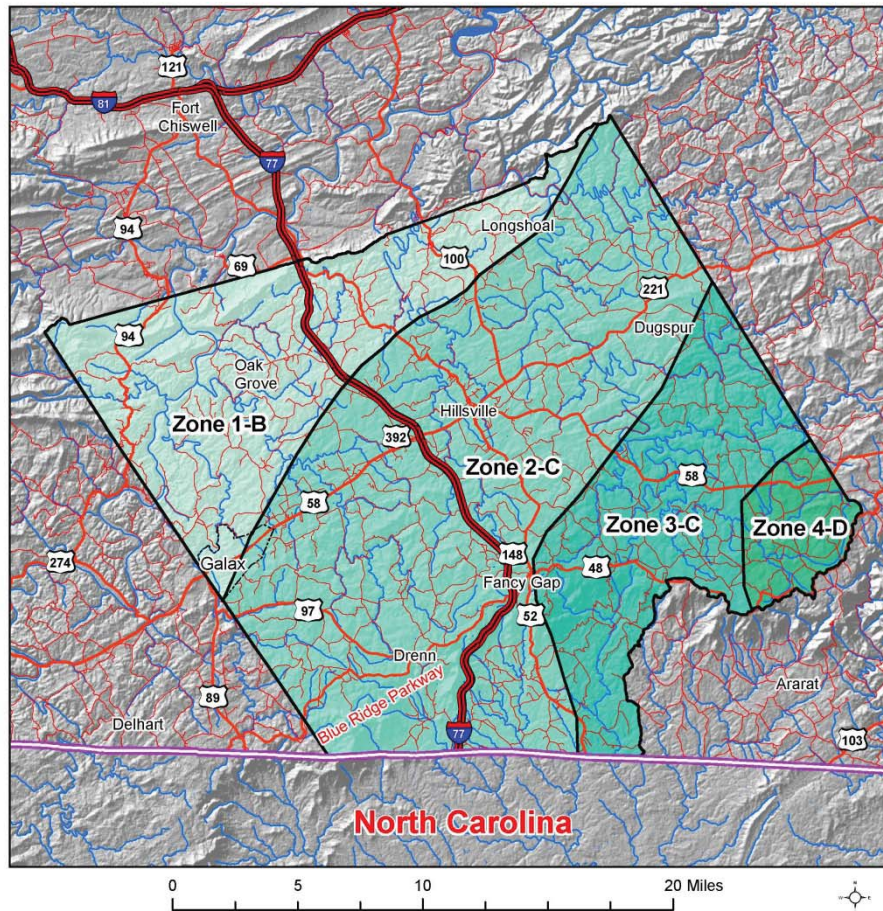 121
81
Fort
Chiswell
77
94
Longshoal
69
100
221
94
Dugspur
Oak
Grove
Hillsville
Zone 1-B
392
Zone 2-C
58
58
Zone 3-C
Zone 4-D
148
Galax
274
48
Fancy Gap
97
52
Drenn
Blue Ridge Parkway
Ararat
89
Delhart
77
103
North Carolina
0 5 10 20 Miles